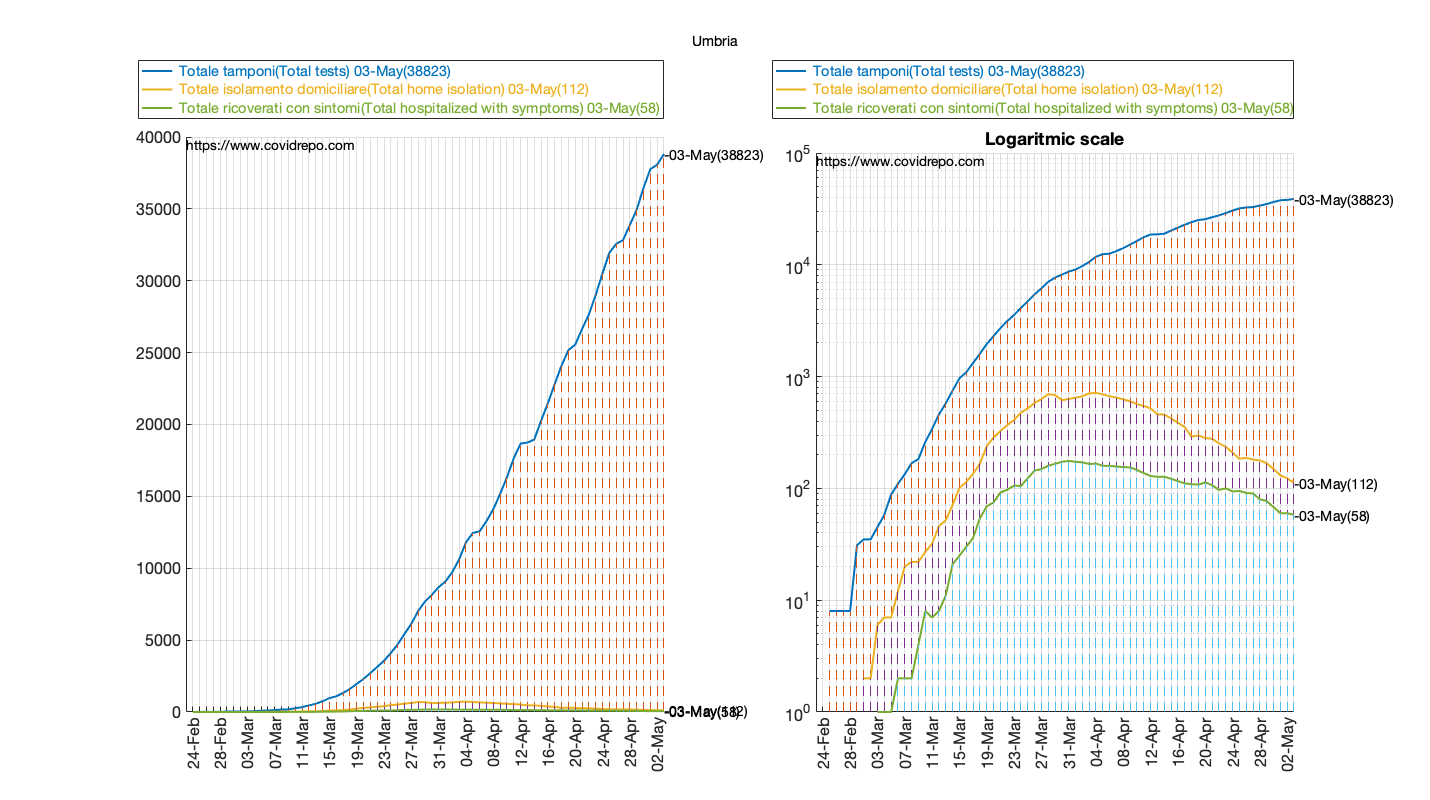 Umbria
Totale tamponi(Total tests) 03-May(38823)
Totale isolamento domiciliare(Total home isolation) 03-May(112)
Totale ricoverati con sintomi(Total hospitalized with symptoms) 03-May(58)
40000
35000
30000
25000
20000
15000
10000
5000
0
https://www.covidrepo.com
-03-May(38823)
-03-May(112)
-03-May(58)
24-Feb
28-Feb
03-Mar
07-Mar
11-Mar
15-Mar
19-Mar
23-Mar
27-Mar
31-Mar
04-Apr
08-Apr
12-Apr
16-Apr
20-Apr
24-Apr
28-Apr
02-May
Totale tamponi(Total tests) 03-May(38823)
Totale isolamento domiciliare(Total home isolation) 03-May(112)
Totale ricoverati con sintomi(Total hospitalized with symptoms) 03-May(58)
Logaritmic scale
10^5
10^4
10^3
10^2
10^1
10^0
https://www.covidrepo.com
-03-May(38823)
-03-May(112)
-03-May(58)
24-Feb
28-Feb
03-Mar
07-Mar
11-Mar
15-Mar
19-Mar
23-Mar
27-Mar
31-Mar
04-Apr
08-Apr
12-Apr
16-Apr
20-Apr
24-Apr
28-Apr
02-May